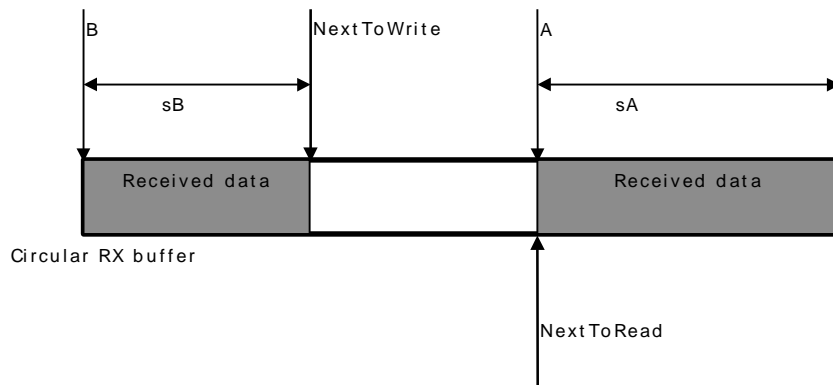 B
NextToWrite
A
sB
sA
Received data
Received data
Circular RX buffer
NextToRead